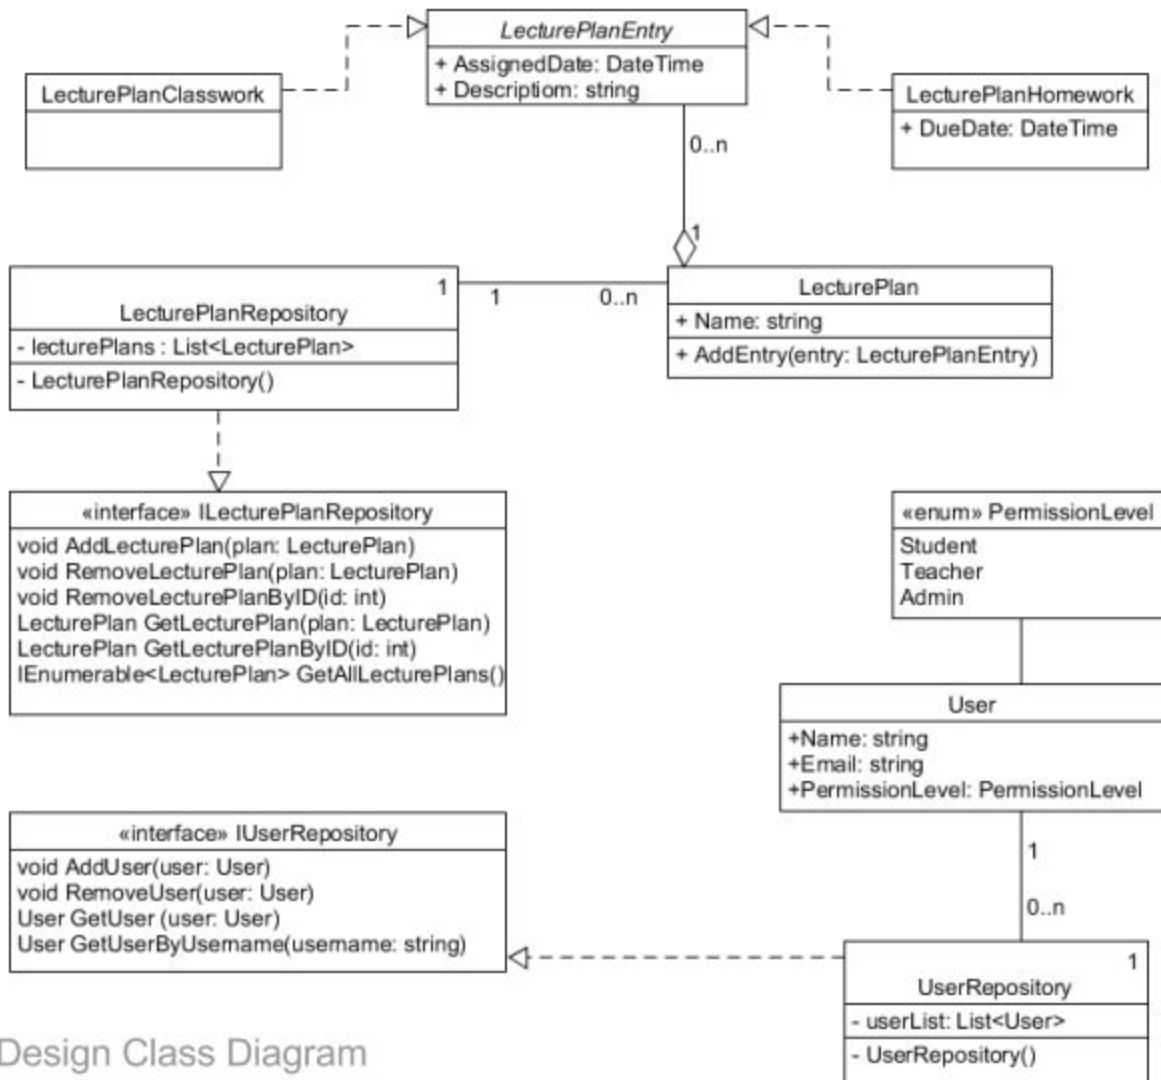 LecturePlanEntry
+ AssignedDate: DateTime
+ Descriptiom: string
LecturePlanClasswork
LecturePlanHomework
+ DueDate: DateTime
0..n
1
LecturePlanRepository
1
- lecturePlans : List<LecturePlan>
- LecturePlanRepository()
1
0..n
LecturePlan
+ Name: string
+ AddEntry(entry: LecturePlanEntry)
«interface» ILecturePlanRepository
void AddLecturePlan(plan: LecturePlan)
void RemoveLecturePlan(plan: LecturePlan)
void RemoveLecturePlanByID(id: int)
LecturePlan GetLecturePlan(plan: LecturePlan)
LecturePlan GetLecturePlanByID(id: int)
IEnumerable<LecturePlan> GetAllLecturePlans()
«enum» PermissionLevel
Student
Teacher
Admin
User
+Name: string
+Email: string
+PermissionLevel: PermissionLevel
«interface» IUserRepository
void AddUser(user: User)
void RemoveUser(user: User)
User GetUser (user: User)
User GetUserByUsername(username: string)
1
0..n
1
UserRepository
- userList: List<User>
- UserRepository()
Design Class Diagram